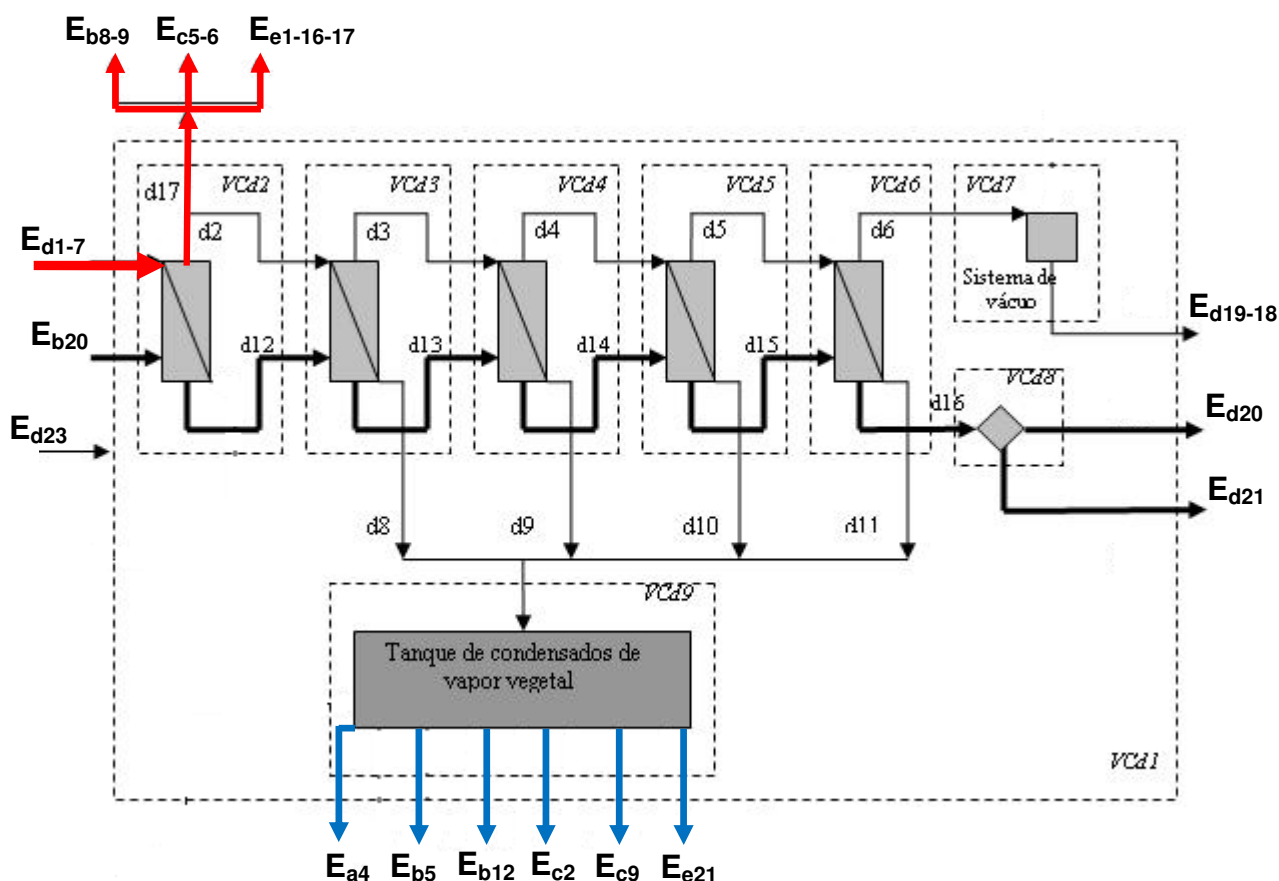 Eb8-9 Ec5-6 Ee1-16-17
VCd2 VCd3 VCd4 VCd5 VCd6 VCd7
d17
d2 d3 d4 d5 d6
Ed1-7
Sistema de
vácuo
Ed19-18
Eb20
d12 d13 d14 d15
VCd8
d16
Ed20
Ed23
Ed21
d8 d9 d10 d11
VCd9
Tanque de condensados de
vapor vegetal
VCd1
Ea4 Eb5 Eb12 Ec2 Ec9 Ee21